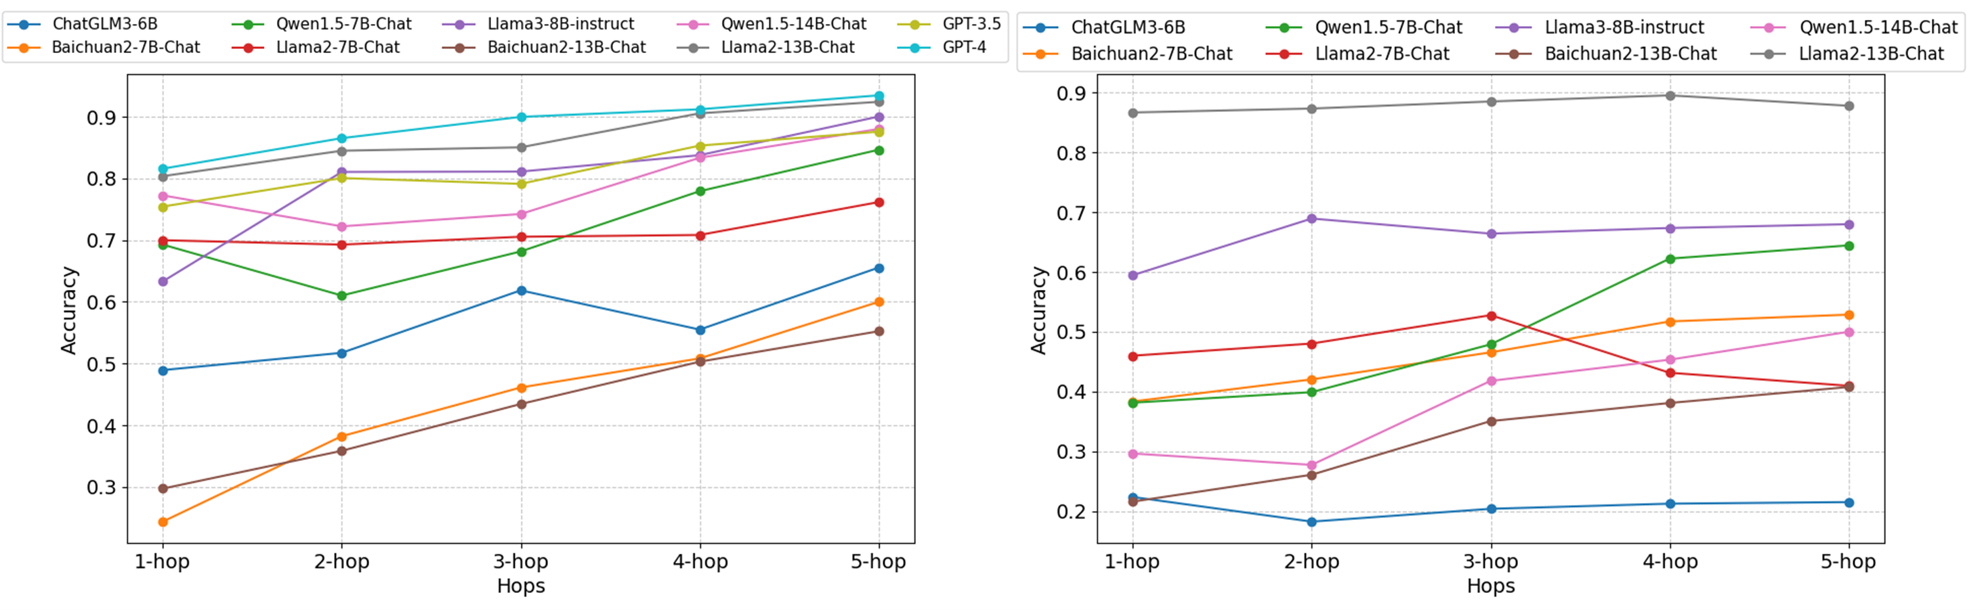 ChatGLM3-6B Qwen1.5-7B-Chat Llama3-8B-instruct Qwen1.5-14B-Chat GPT-3.5
Baichuan2-7B-Chat Llama2-7B-Chat Baichuan2-13B-Chat Llama2-13B-Chat GPT-4
0.9
0.8
0.7
0.6
0.5
0.4
0.3
Accuracy
1-hop 2-hop 3-hop 4-hop 5-hop
Hops
ChatGLM3-6B Qwen1.5-7B-Chat Llama3-8B-instruct Qwen1.5-14B-Chat
Baichuan2-7B-Chat Llama2-7B-Chat Baichuan2-13B-Chat Llama2-13B-Chat
0.9
0.8
0.7
0.6
0.5
0.4
0.3
0.2
Accuracy
1-hop 2-hop 3-hop 4-hop 5-hop
Hops